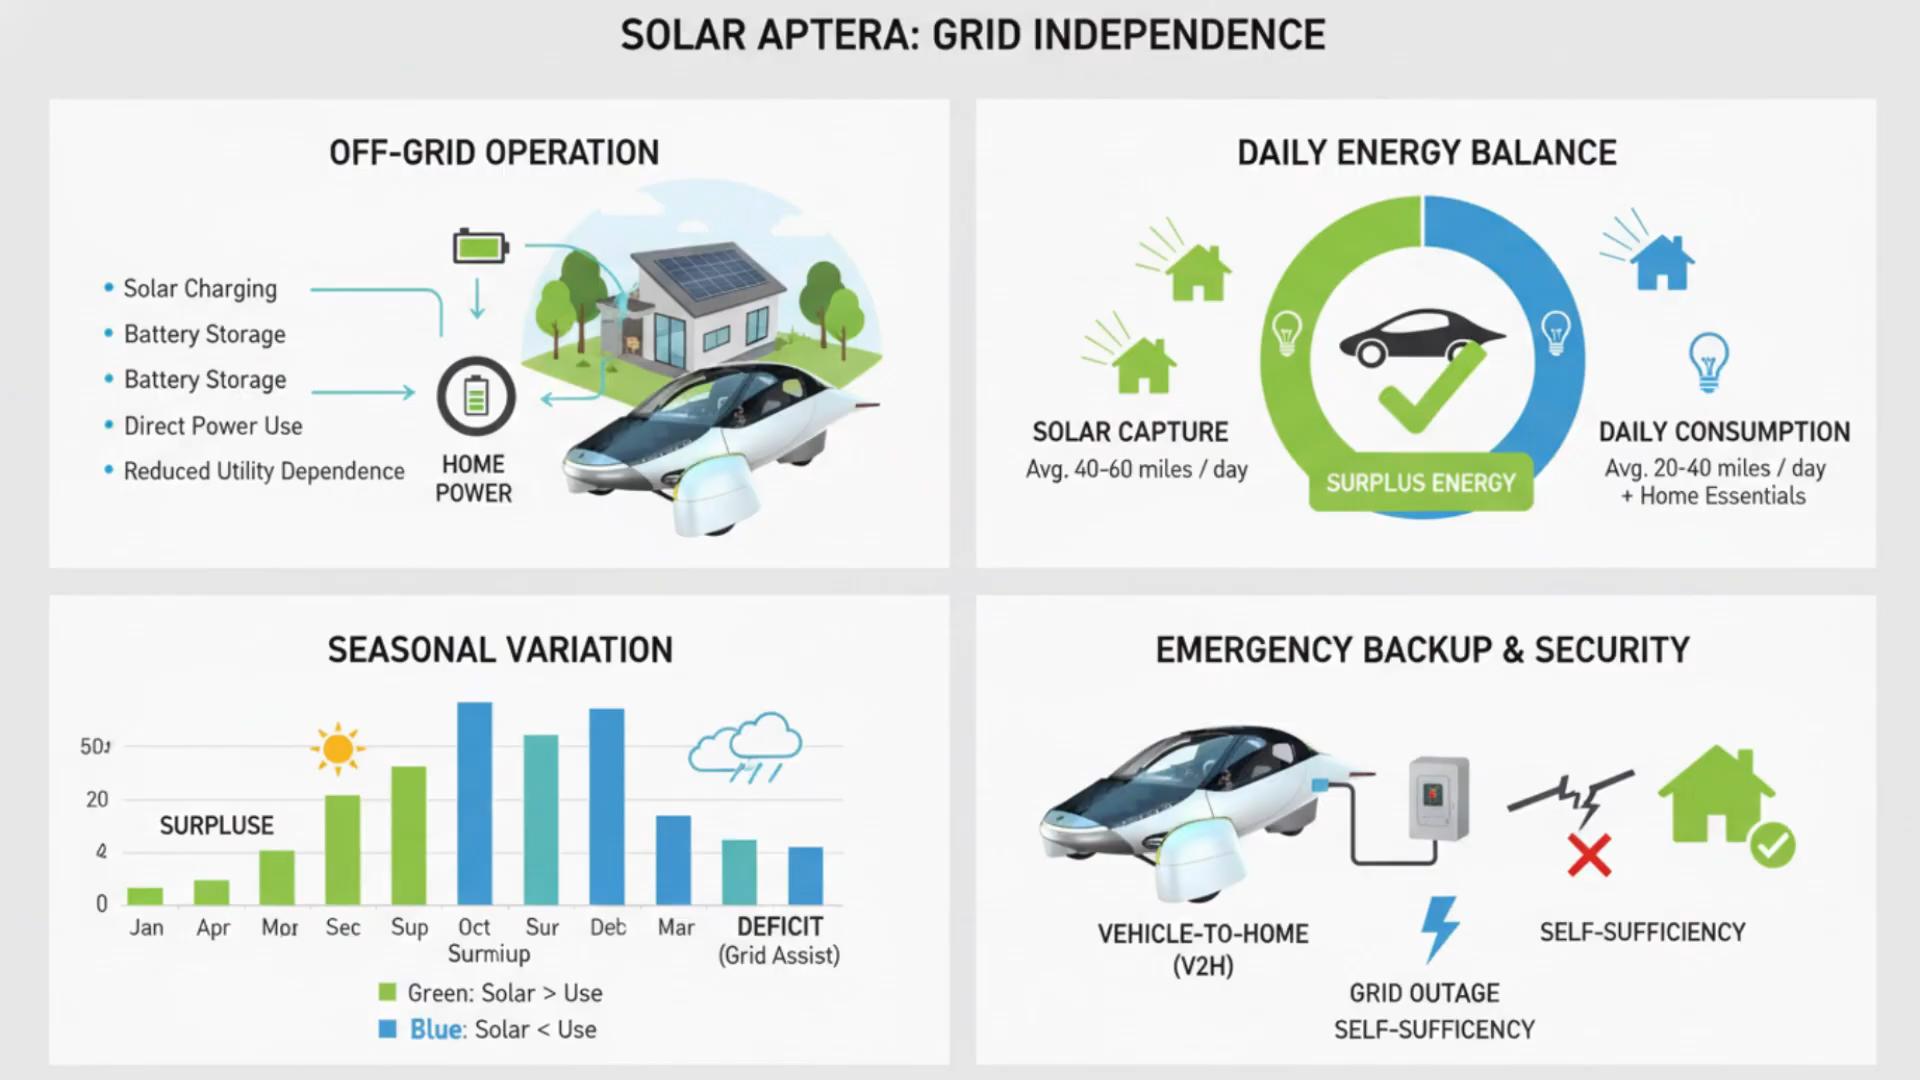 SOLAR APTERA: GRID INDEPENDENCE
OFF-GRID OPERATION
• Solar Charging
• Battery Storage
• Battery Storage
• Direct Power Use
• Reduced Utility Dependence
HOME
POWER
DAILY ENERGY BALANCE
SOLAR CAPTURE
Avg. 40-60 miles / day
SURPLUS ENERGY
DAILY CONSUMPTION
Avg. 20-40 miles / day
+ Home Essentials
SEASONAL VARIATION
20
0
SURPLUSE
Jan Apr Mor Sec Sup Oct Sur Deb Mar
Surmiup
DEFICIT
(Grid Assist)
Green: Solar > Use
Blue: Solar < Use
EMERGENCY BACKUP & SECURITY
VEHICLE-TO-HOME
(V2H)
GRID OUTAGE
SELF-SUFFICENCY
SELF-SUFFICIENCY